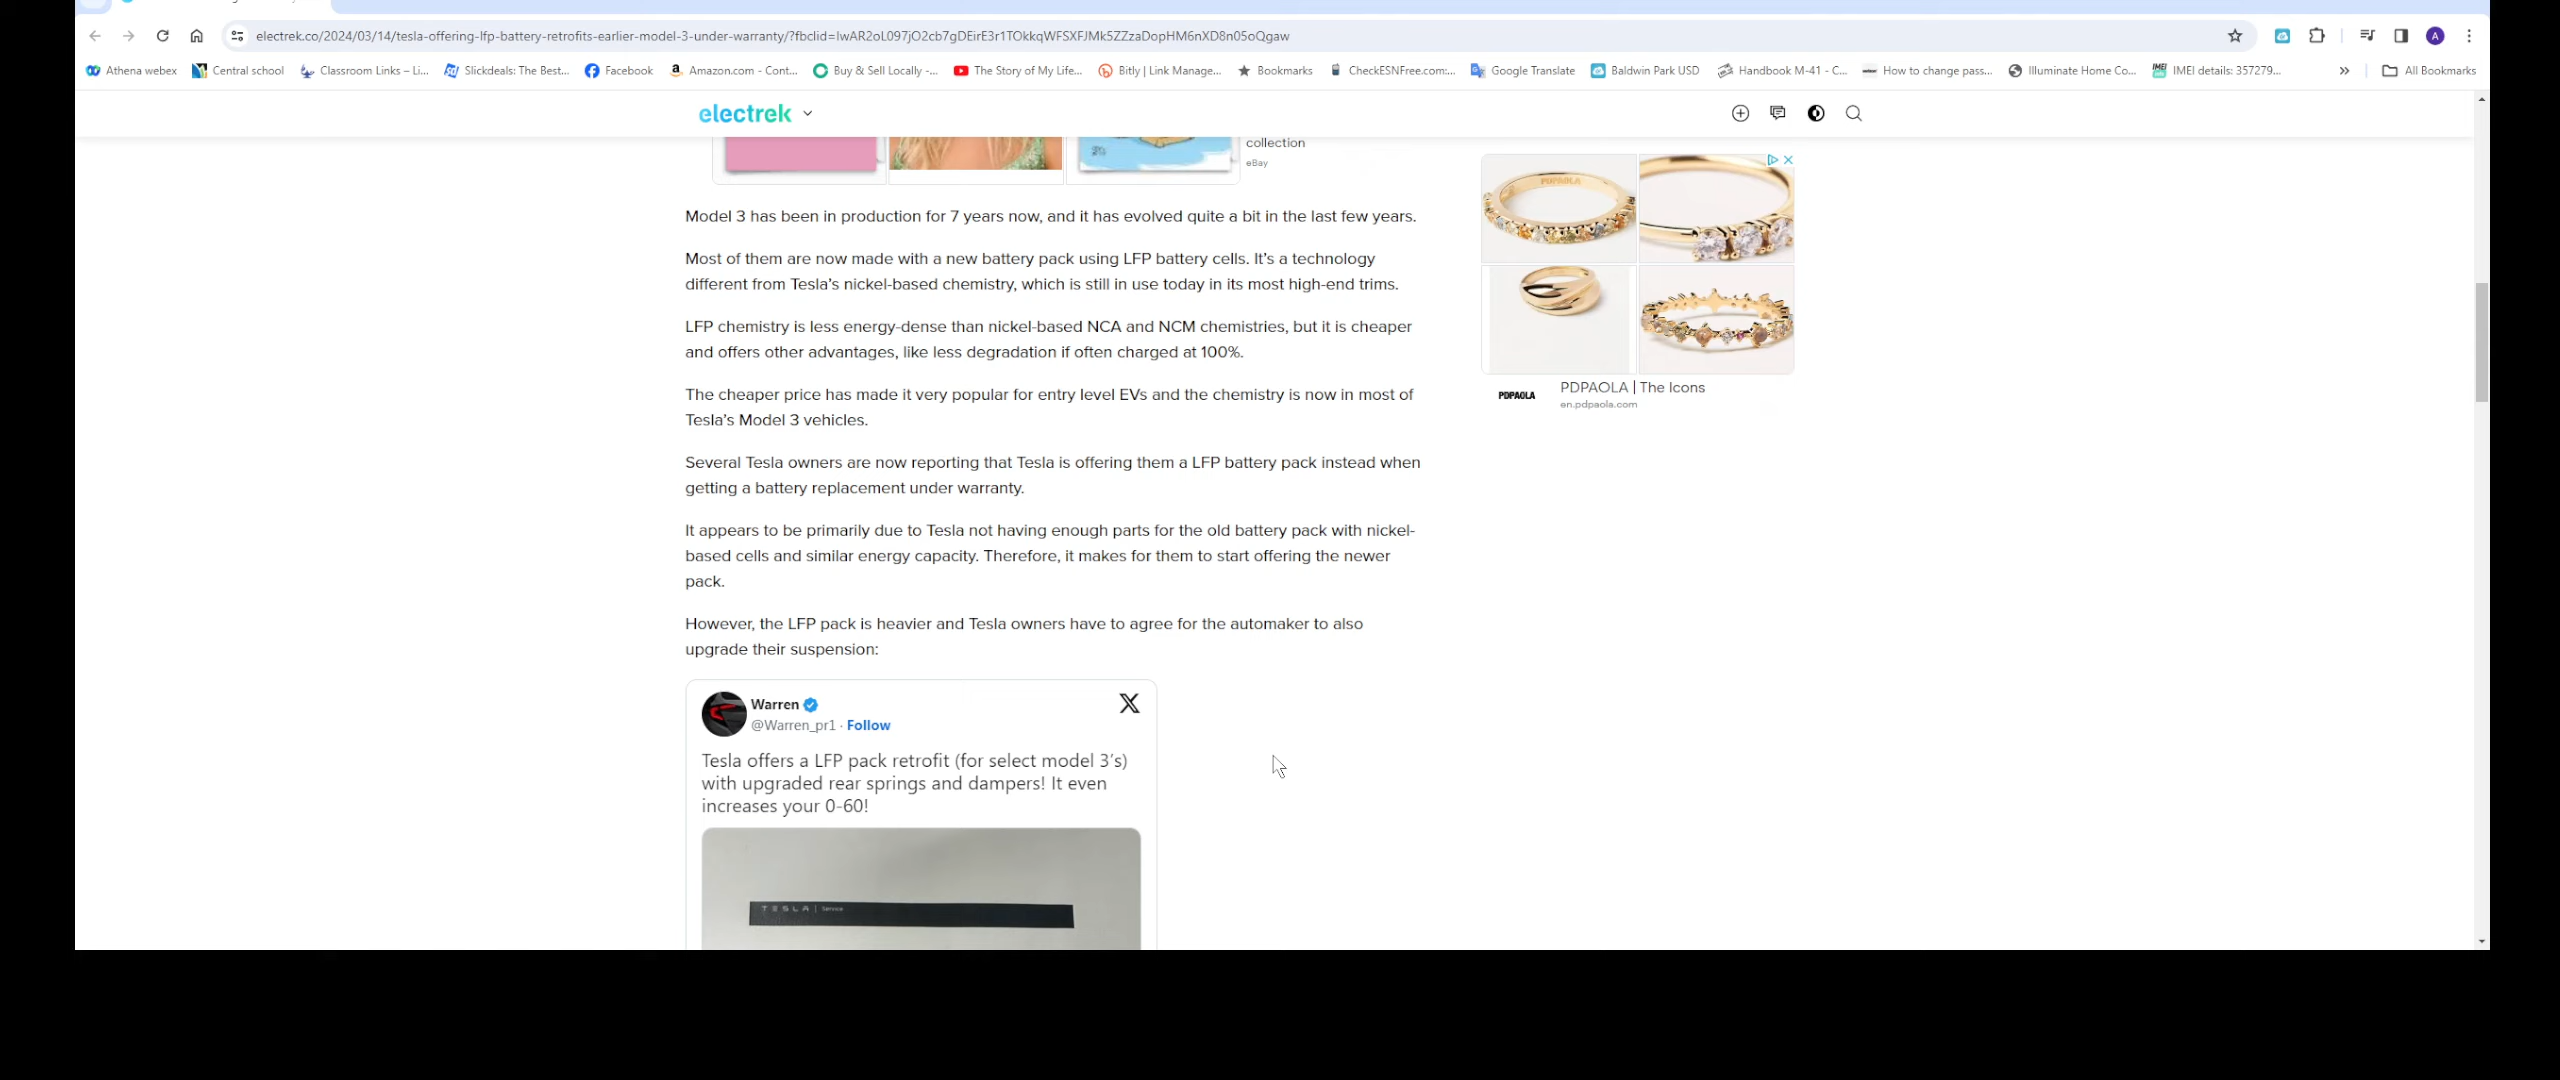 electrek.co/2024/03/14/tesla-offering-lfp-battery-retrofits-earlier-model-3-under-warranty/?fbclid=IwAR2oL097jO2cb7gDEirE3r1TOkkqWFSXFJMk5ZZzaDopHM6nXD8n05oQgaw
A
Athena webex Central school Classroom Links – Li... Slickdeals: The Best... Facebook Amazon.com - Cont... Buy & Sell Locally -... The Story of My Life... Bitly | Link Manage... Bookmarks CheckESNFree.com:... Google Translate Baldwin Park USD Handbook M-41 - C... How to change pass... Illuminate Home Co... IMEI details: 357279... » All Bookmarks
electrek
collection
eBay
Model 3 has been in production for 7 years now, and it has evolved quite a bit in the last few years.
Most of them are now made with a new battery pack using LFP battery cells. It’s a technology
different from Tesla’s nickel-based chemistry, which is still in use today in its most high-end trims.
LFP chemistry is less energy-dense than nickel-based NCA and NCM chemistries, but it is cheaper
and offers other advantages, like less degradation if often charged at 100%.
The cheaper price has made it very popular for entry level EVs and the chemistry is now in most of
Tesla’s Model 3 vehicles.
Several Tesla owners are now reporting that Tesla is offering them a LFP battery pack instead when
getting a battery replacement under warranty.
It appears to be primarily due to Tesla not having enough parts for the old battery pack with nickel-
based cells and similar energy capacity. Therefore, it makes for them to start offering the newer
pack.
However, the LFP pack is heavier and Tesla owners have to agree for the automaker to also
upgrade their suspension:
Warren
@Warren_pr1 · Follow
Tesla offers a LFP pack retrofit (for select model 3’s)
with upgraded rear springs and dampers! It even
increases your 0-60!
TESLA | Service
PDPAOLA
PDPAOLA
PDPAOLA | The Icons
en.pdpaola.com